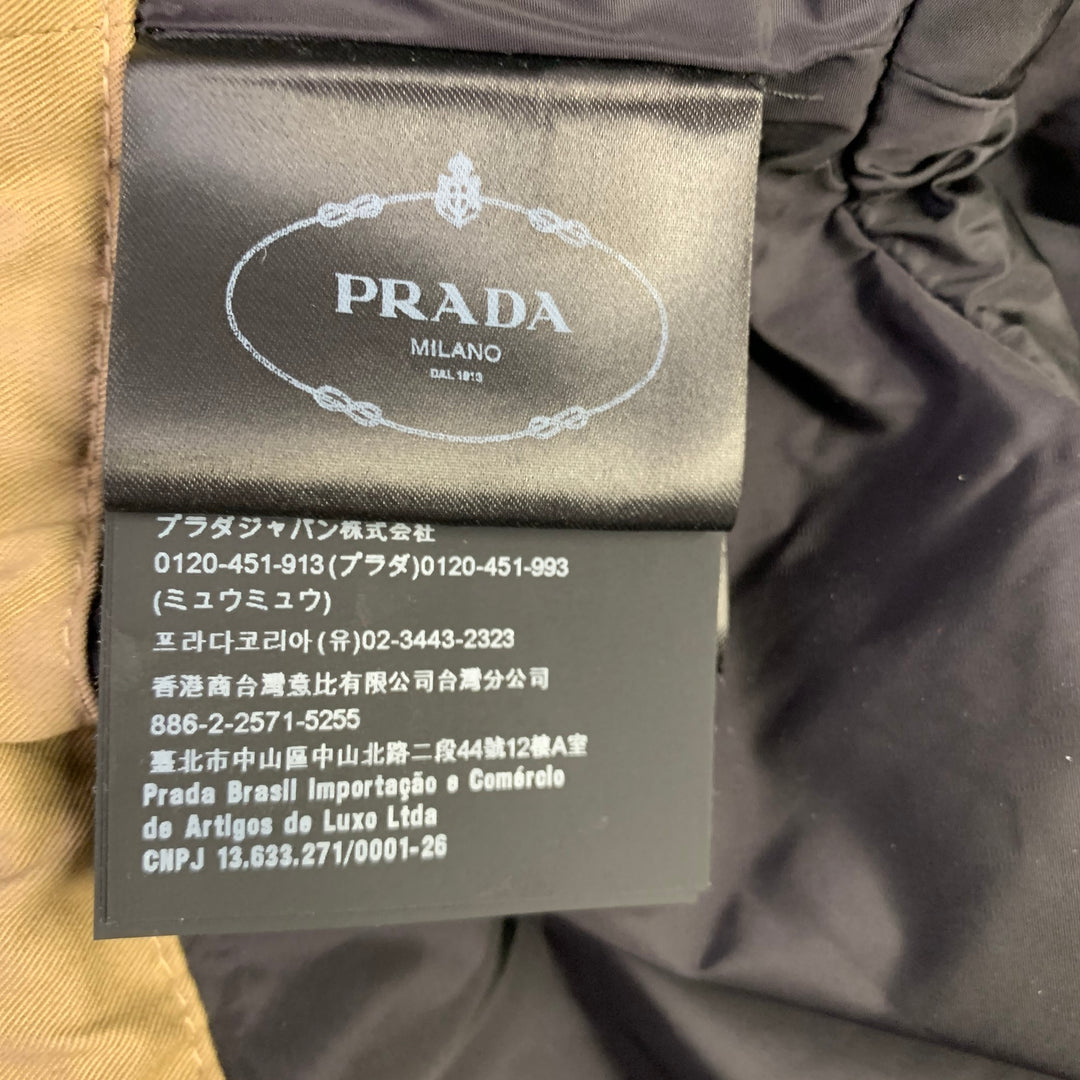 PRADA
MILANO
DAL 1913
プラダジャパン株式会社
0120-451-913(プラダ)0120-451-993
(ミュウミュウ)
프라다코리아(유)02-3443-2323
香港商台灣意比有限公司台灣分公司
886-2-2571-5255
臺北市中山區中山北路二段44號12樓A室
Prada Brasil Importação e Comércio
de Artigos de Luxo Ltda
CNPJ 13.633.271/0001-26